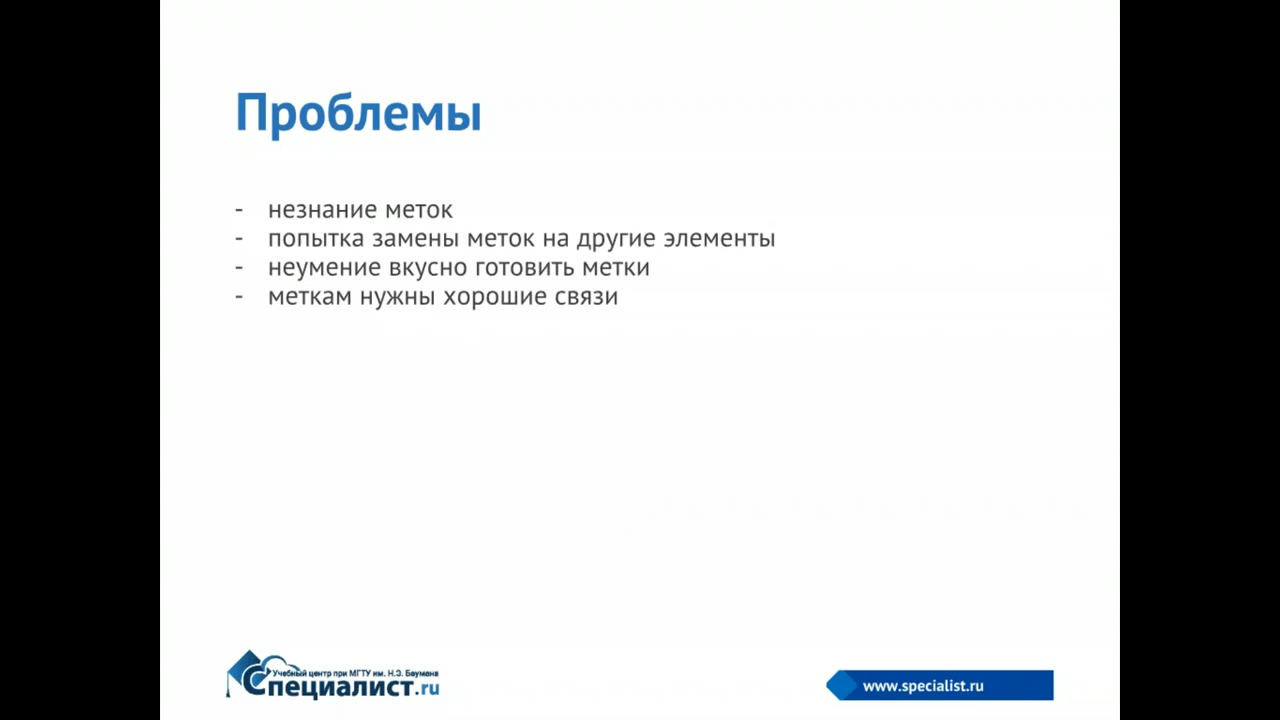 Проблемы
- незнание меток
- попытка замены меток на другие элементы
- неумение вкусно готовить метки
- меткам нужны хорошие связи
Учебный центр при МГТУ им. Н.Э. Баумана
Специалист.ru
www.specialist.ru